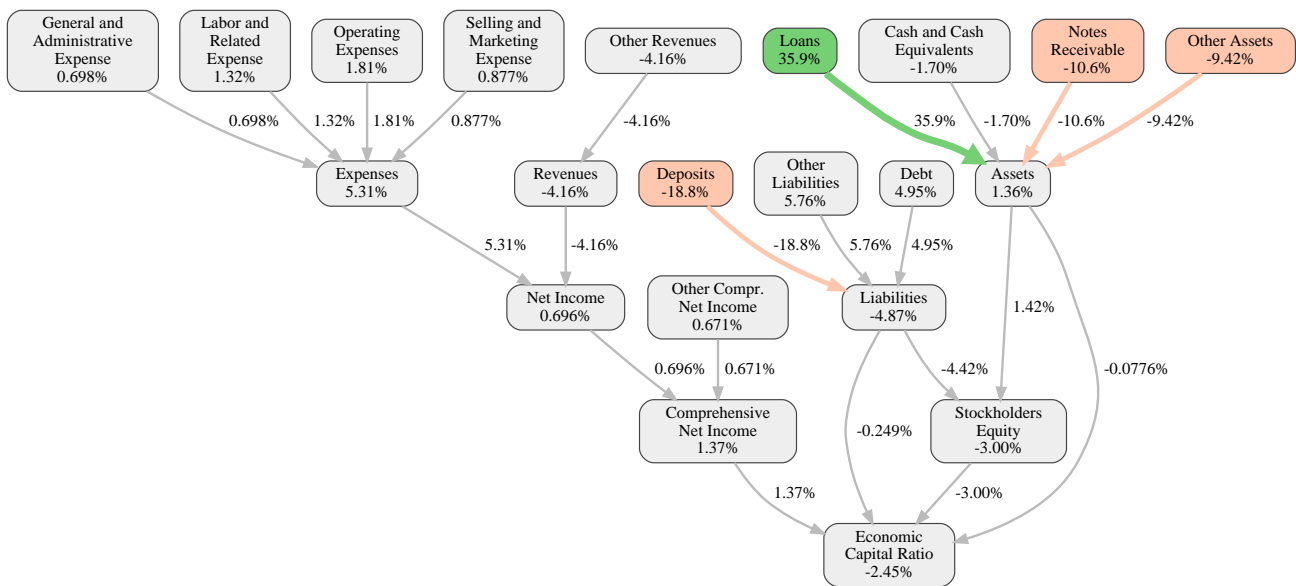 General and
Administrative
Expense
0.698%
Labor and
Related
Expense
1.32%
Operating
Expenses
1.81%
Selling and
Marketing
Expense
0.877%
Other Revenues
-4.16%
Loans
35.9%
Cash and Cash
Equivalents
-1.70%
Notes
Receivable
-10.6%
Other Assets
-9.42%
0.698%
1.32%
1.81%
0.877%
-4.16%
35.9%
-1.70%
-10.6%
-9.42%
Expenses
5.31%
Revenues
-4.16%
Deposits
-18.8%
Other
Liabilities
5.76%
Debt
4.95%
Assets
1.36%
5.31%
-4.16%
-18.8%
5.76%
4.95%
Net Income
0.696%
Other Compr.
Net Income
0.671%
Liabilities
-4.87%
1.42%
0.696%
0.671%
-4.42%
-0.0776%
Comprehensive
Net Income
1.37%
-0.249%
Stockholders
Equity
-3.00%
1.37%
-3.00%
Economic
Capital Ratio
-2.45%